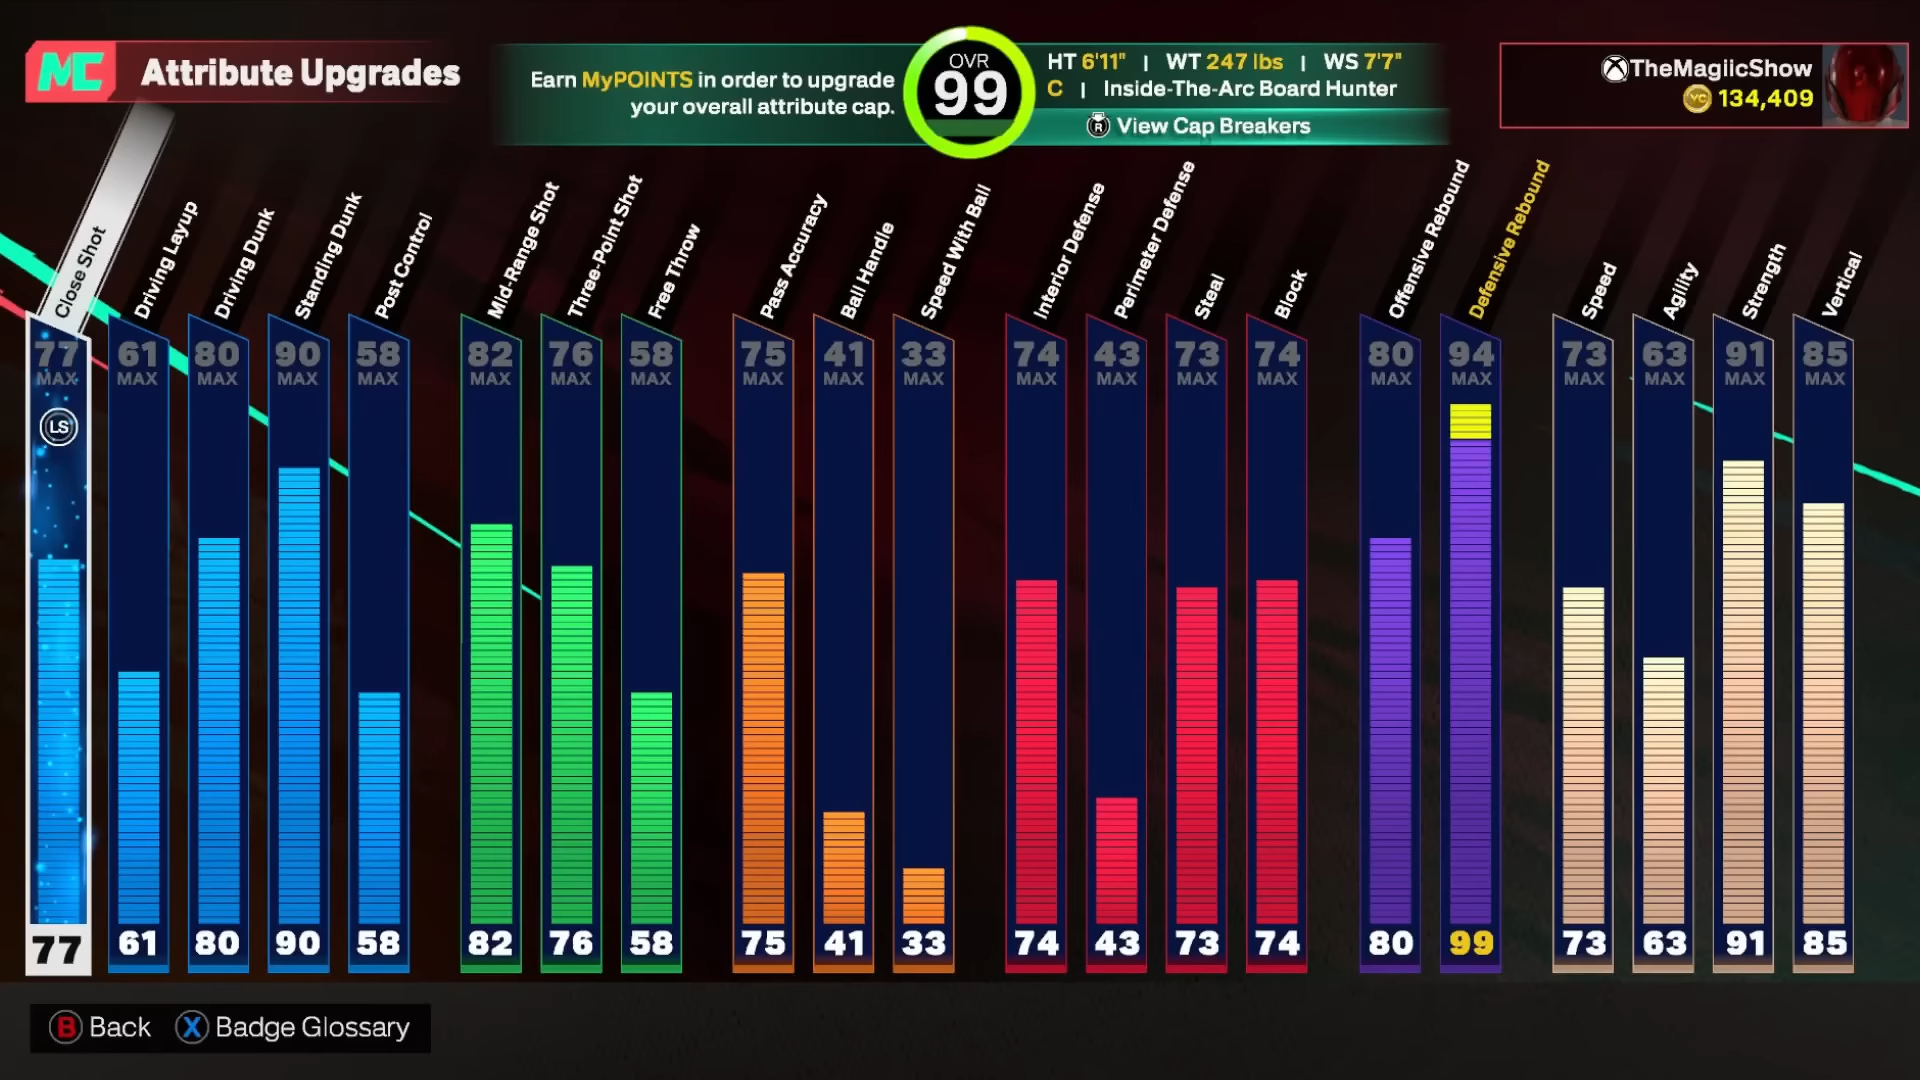 MC
Attribute Upgrades
Earn MyPOINTS in order to upgrade
your overall attribute cap.
OVR
99
HT 6'11" | WT 247 lbs | WS 7'7"
C | Inside-The-Arc Board Hunter
R View Cap Breakers
TheMagiicShow
VC 134,409
Close Shot
Driving Layup
Driving Dunk
Standing Dunk
Post Control
Mid-Range Shot
Three-Point Shot
Free Throw
Pass Accuracy
Ball Handle
Speed With Ball
Interior Defense
Perimeter Defense
Steal
Block
Offensive Rebound
Defensive Rebound
Speed
Agility
Strength
Vertical
77 61 80 90 58 82 76 58 75 41 33 74 43 73 74 80 94 73 63 91 85
MAX MAX MAX MAX MAX MAX MAX MAX MAX MAX MAX MAX MAX MAX MAX MAX MAX MAX MAX MAX MAX
LS
77 61 80 90 58 82 76 58 75 41 33 74 43 73 74 80 99 73 63 91 85
B Back X Badge Glossary